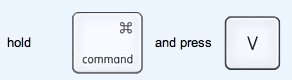 hold ⌘ command and press V